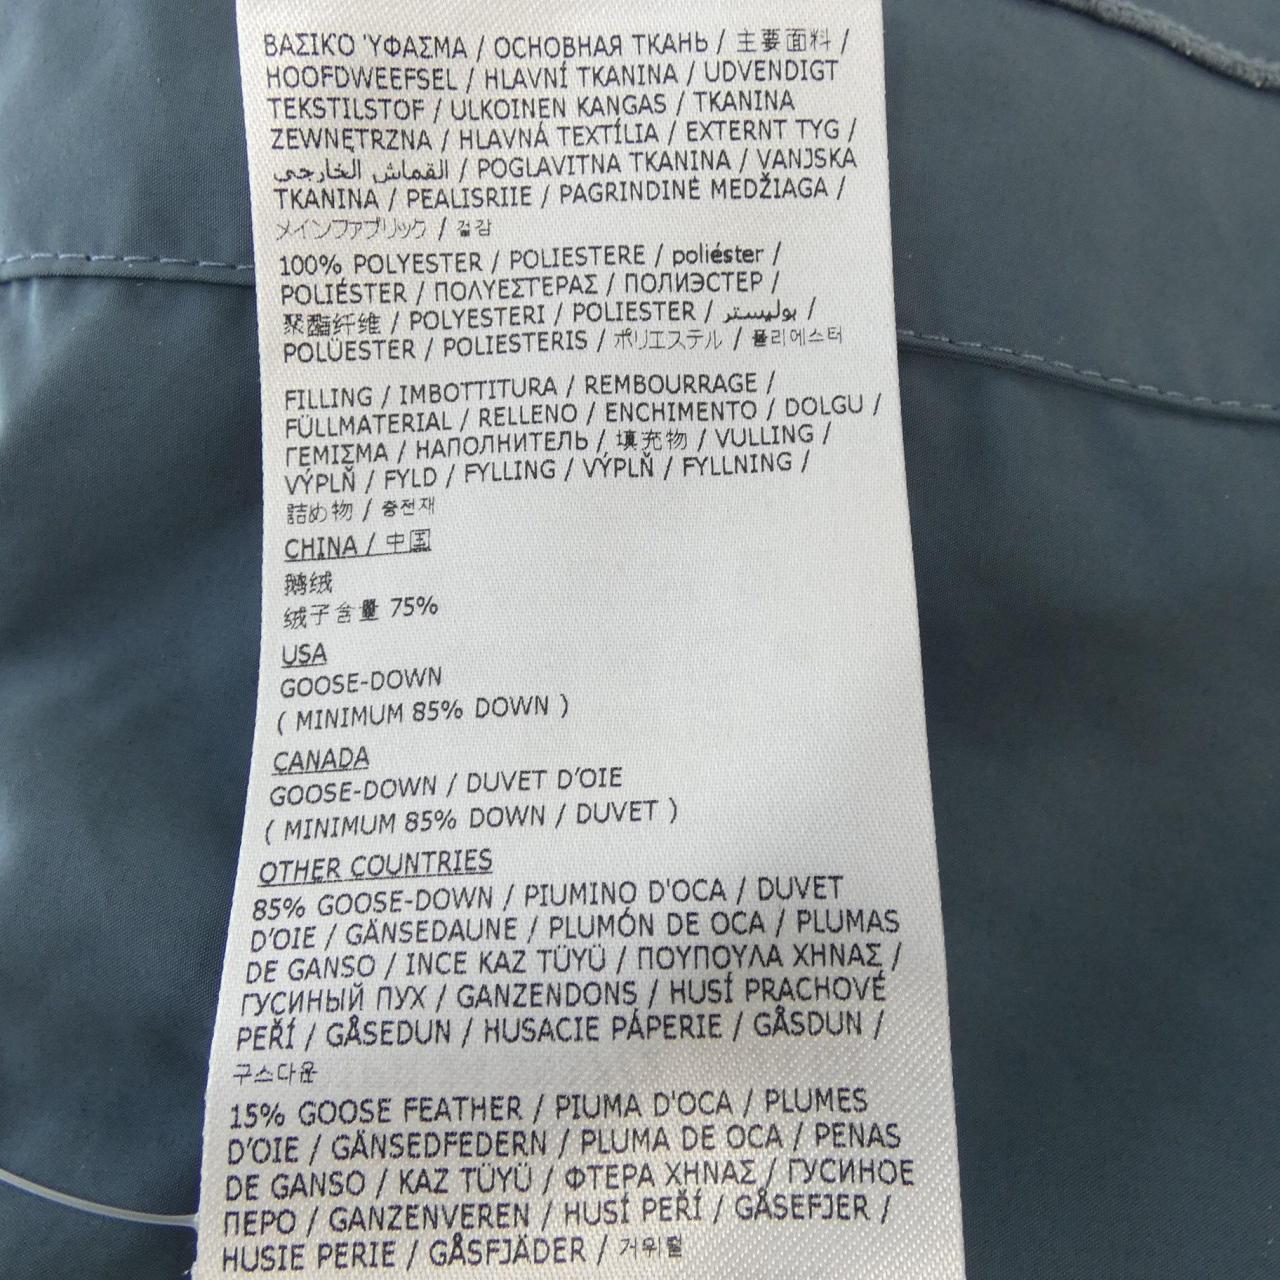 ΒΑΣΙΚΌ ΎΦΑΣΜΑ / ОСНОВНАЯ ТКАНЬ / 主要面料 /
HOOFDWEEFSEL / HLAVNÍ TKANINA / UDVENDIGT
TEKSTILSTOF / ULKOINEN KANGAS / TKANINA
ZEWNĘTRZNA / HLAVNÁ TEXTÍLIA / EXTERNT TYG /
القماش الخارجي / POGLAVITNA TKANINA / VANJSKA
TKANINA / PEALISRIIE / PAGRINDINĖ MEDŽIAGA /
メインファブリック / 겉감
100% POLYESTER / POLIESTERE / poliéster /
POLIÉSTER / ΠΟΛΥΕΣΤΕΡΑΣ / ПОЛИЭСТЕР /
聚酯纤维 / POLYESTERI / POLIESTER / بوليستر /
POLÜESTER / POLIESTERIS / ポリエステル / 폴리에스터
FILLING / IMBOTTITURA / REMBOURRAGE /
FÜLLMATERIAL / RELLENO / ENCHIMENTO / DOLGU /
ΓΕΜΙΣΜΑ / НАПОЛНИТЕЛЬ / 填充物 / VULLING /
VÝPLŇ / FYLD / FYLLING / VÝPLŇ / FYLLNING /
詰め物 / 충전재
CHINA / 中国
鹅绒
绒子含量 75%
USA
GOOSE-DOWN
( MINIMUM 85% DOWN )
CANADA
GOOSE-DOWN / DUVET D'OIE
( MINIMUM 85% DOWN / DUVET )
OTHER COUNTRIES
85% GOOSE-DOWN / PIUMINO D'OCA / DUVET
D'OIE / GÄNSEDAUNE / PLUMÓN DE OCA / PLUMAS
DE GANSO / INCE KAZ TÜYÜ / ΠΟΥΠΟΥΛΑ ΧΗΝΑΣ /
ГУСИНЫЙ ПУХ / GANZENDONS / HUSÍ PRACHOVÉ
PEŘÍ / GÅSEDUN / HUSACIE PÁPERIE / GÅSDUN /
구스다운
15% GOOSE FEATHER / PIUMA D'OCA / PLUMES
D'OIE / GÄNSEDFEDERN / PLUMA DE OCA / PENAS
DE GANSO / KAZ TÜYÜ / ΦΤΕΡΑ ΧΗΝΑΣ / ГУСИНОЕ
ПЕРО / GANZENVEREN / HUSÍ PEŘÍ / GÅSEFJER /
HUSIE PERIE / GÅSFJÄDER / 거위털